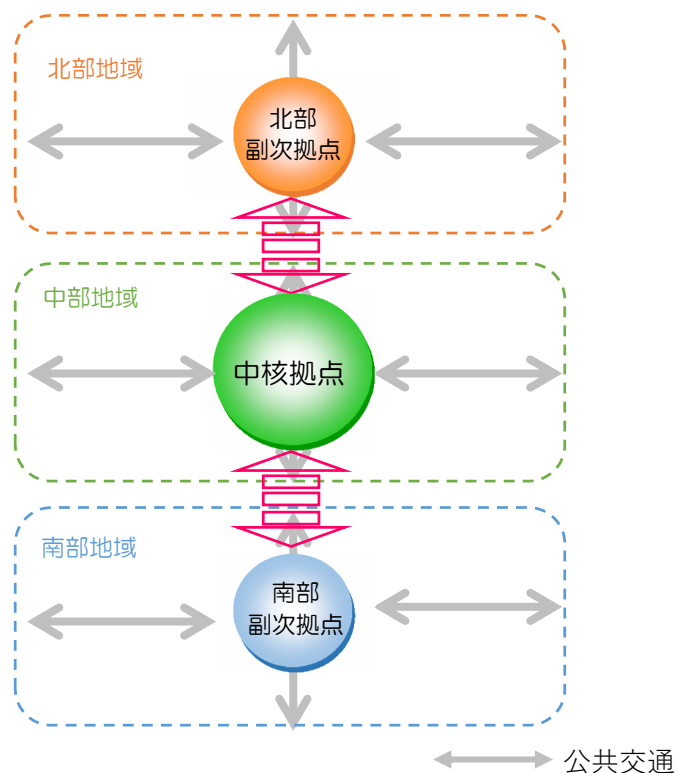 北部地域
北部
副次拠点
中部地域
中核拠点
南部地域
南部
副次拠点
公共交通